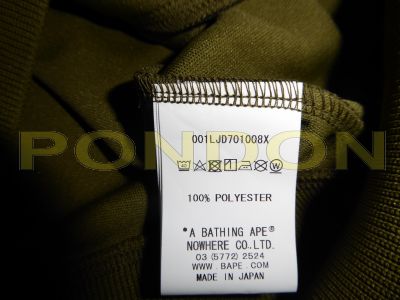 001LJD701008X
PONDON
100% POLYESTER
*A BATHING APE®
NOWHERE CO.LTD.
03 (5772) 2524
WWW.BAPE.COM
MADE IN JAPAN